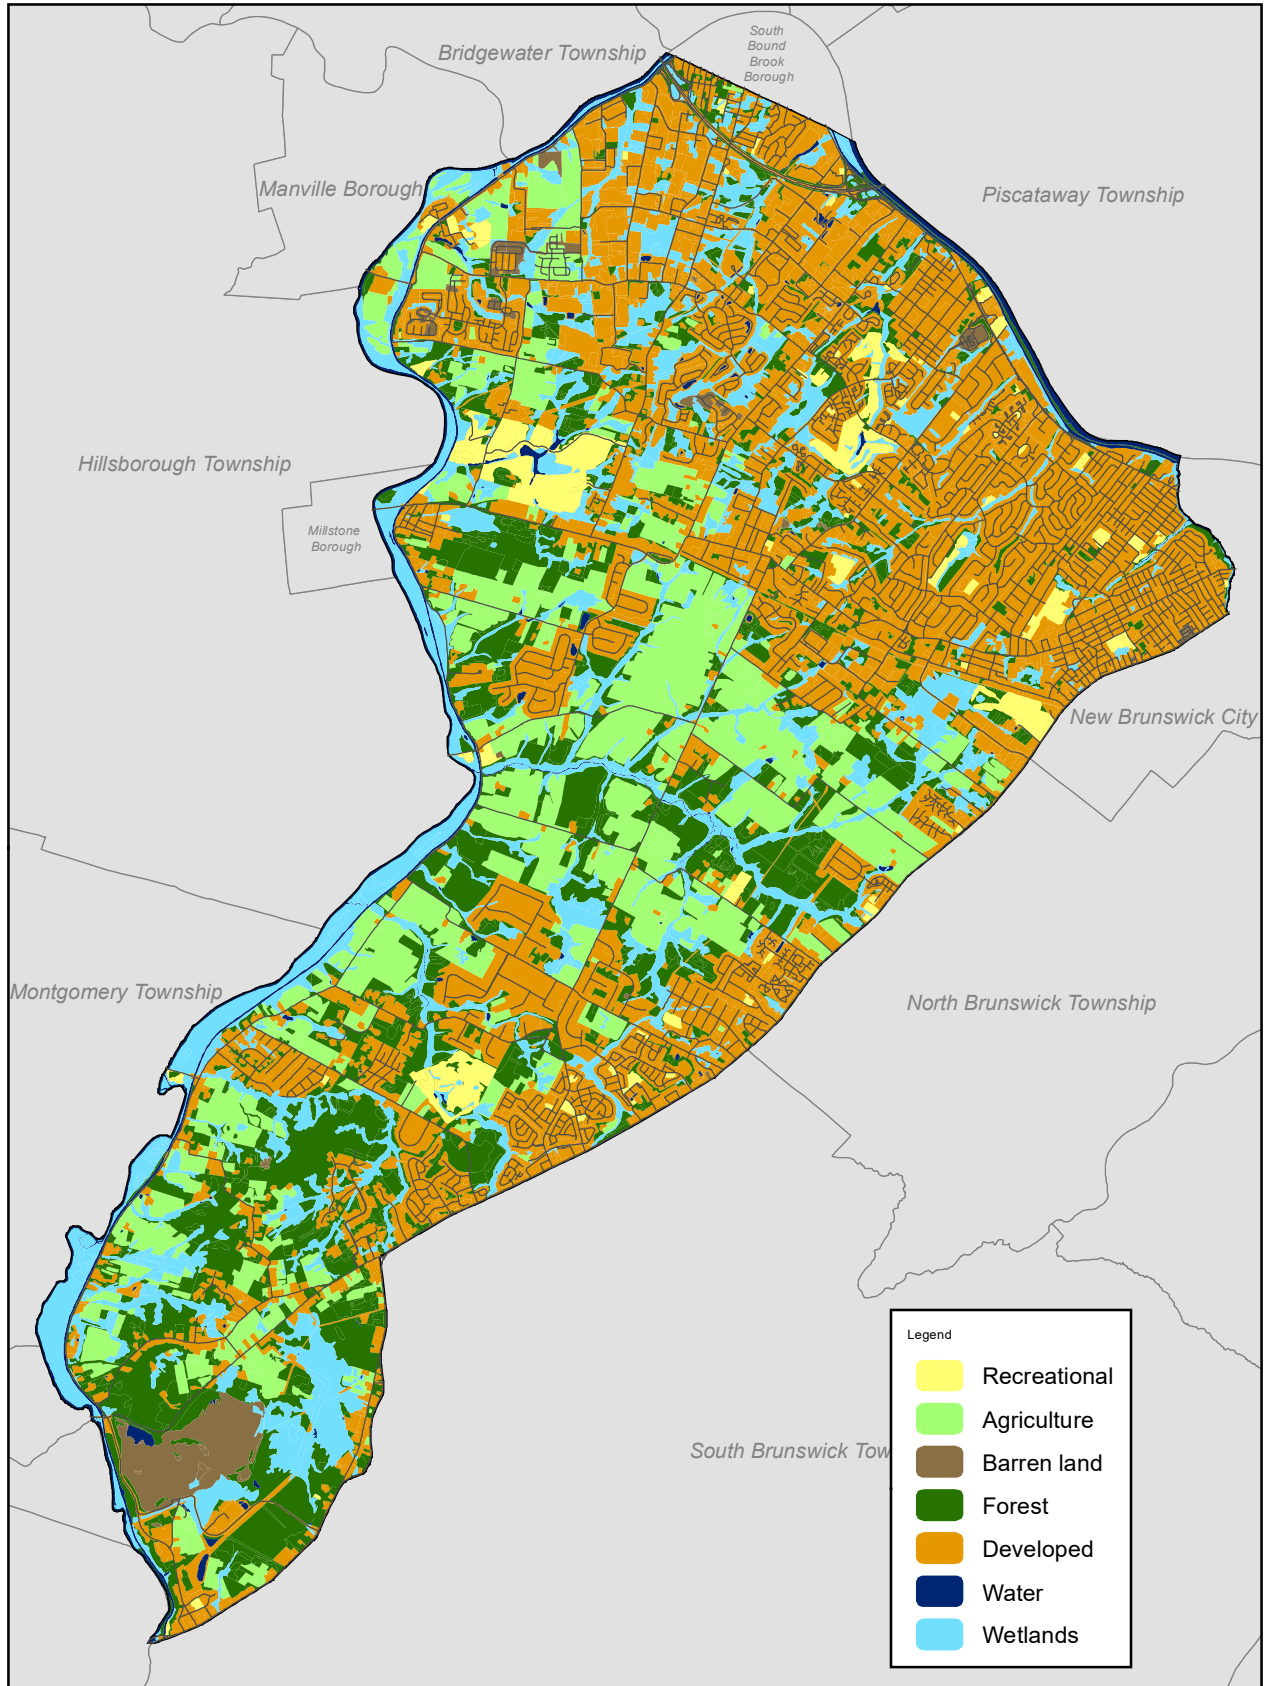 South
Bound
Brook
Borough
Bridgewater Township
Manville Borough
Piscataway Township
Hillsborough Township
Millstone
Borough
New Brunswick City
Montgomery Township
North Brunswick Township
South Brunswick Tow
Legend
Recreational
Agriculture
Barren land
Forest
Developed
Water
Wetlands